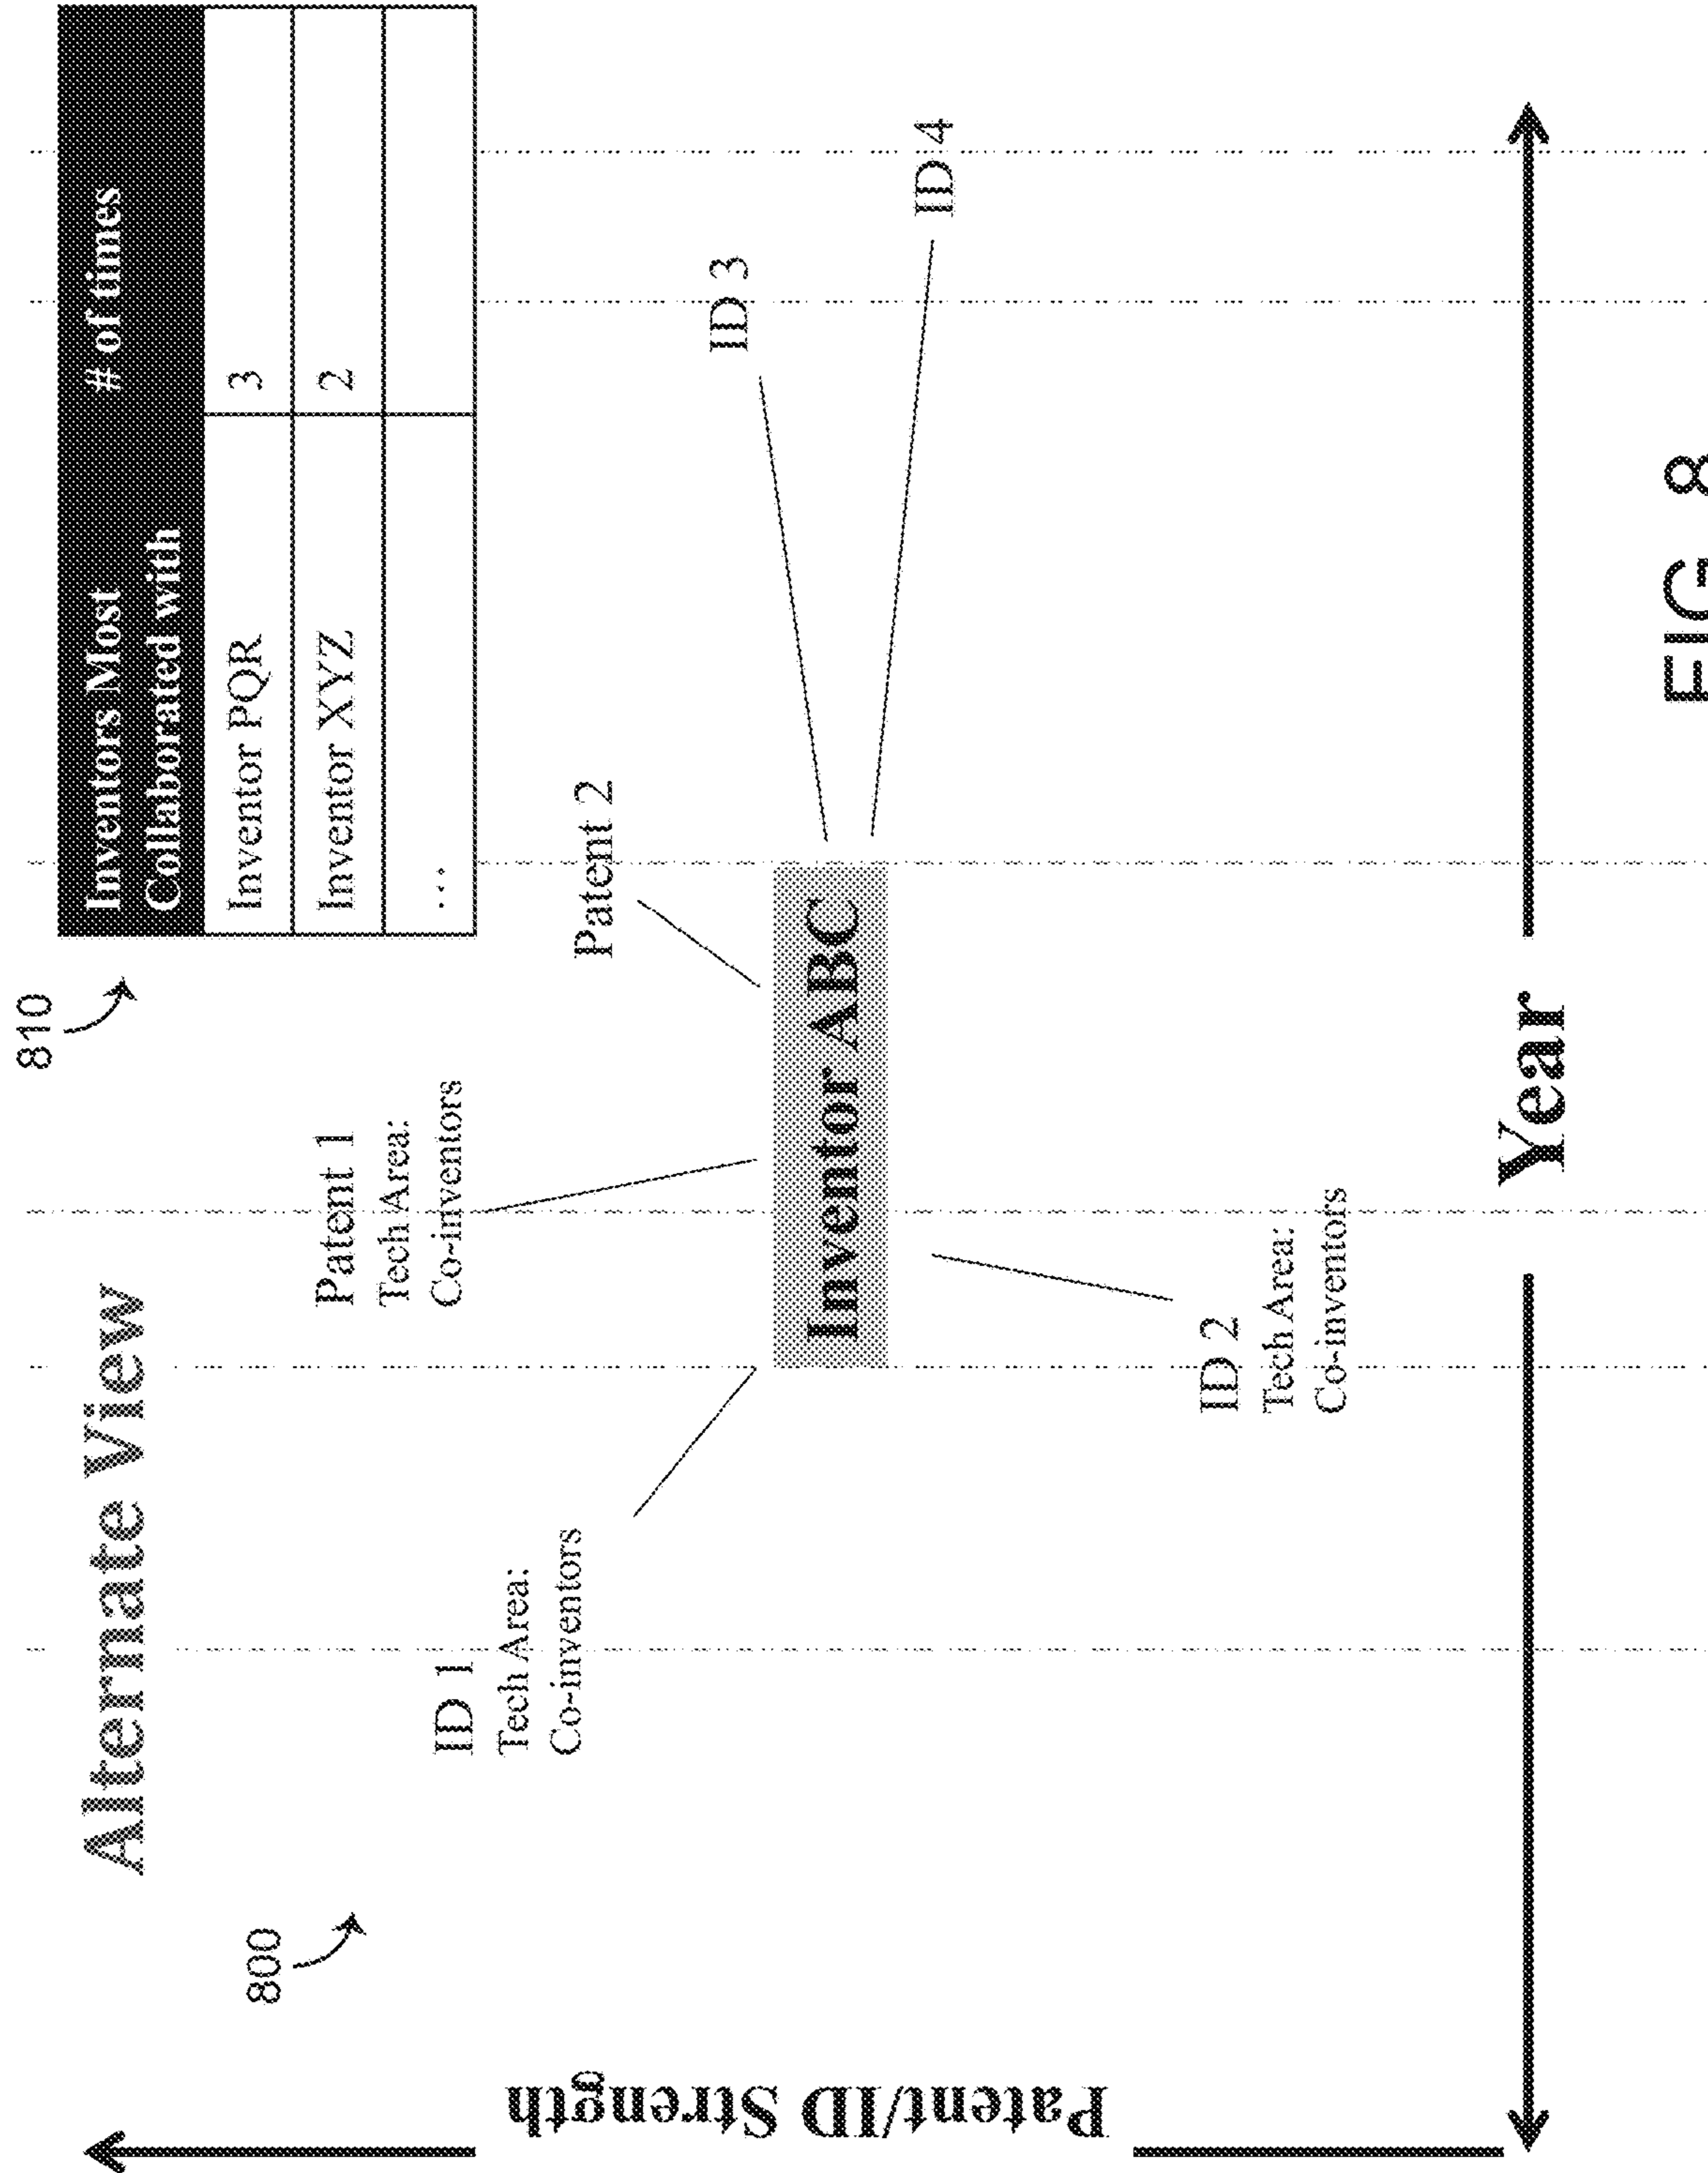 Alternate View
800
810
Inventors Most Collaborated with # of times
Inventor PQR 3
Inventor XYZ 2
...
Patent 1
Tech Area:
Co-inventors
ID 1
Tech Area:
Co-inventors
Patent 2
ID 3
Inventor ABC
ID 4
ID 2
Tech Area:
Co-inventors
Patent/ID Strength
Year
FIG. 8